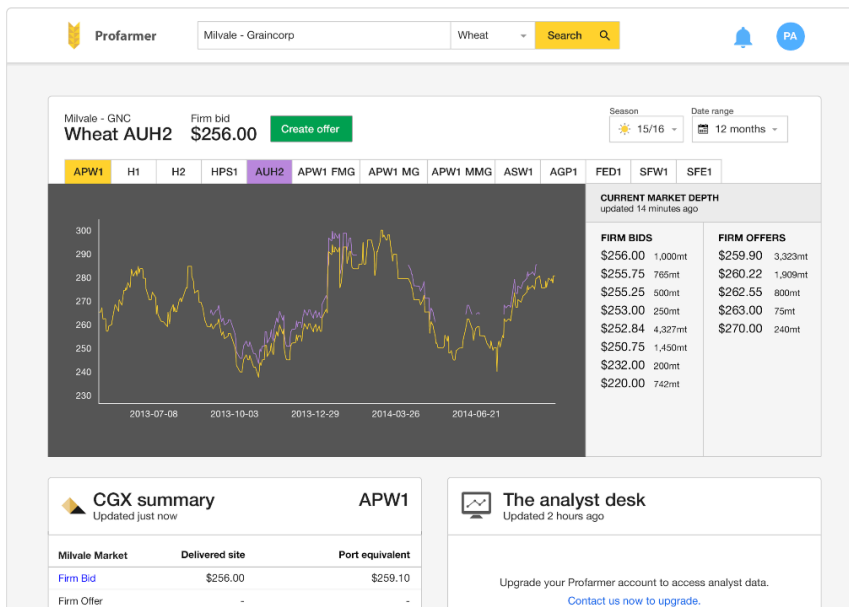 Profarmer
Milvale - Graincorp
Wheat
Search
PA
Milvale - GNC
Wheat AUH2
Firm bid
$256.00
Create offer
Season
15/16
Date range
12 months
APW1 H1 H2 HPS1 AUH2 APW1 FMG APW1 MG APW1 MMG ASW1 AGP1 FED1 SFW1 SFE1
300
290
280
270
260
250
240
230
2013-07-08 2013-10-03 2013-12-29 2014-03-26 2014-06-21
CURRENT MARKET DEPTH
updated 14 minutes ago
FIRM BIDS
$256.00 1,000mt
$255.75 765mt
$255.25 500mt
$253.00 250mt
$252.84 4,327mt
$250.75 1,450mt
$232.00 200mt
$220.00 742mt
FIRM OFFERS
$259.90 3,323mt
$260.22 1,909mt
$262.55 800mt
$263.00 75mt
$270.00 240mt
CGX summary
Updated just now
APW1
Milvale Market Delivered site Port equivalent
Firm Bid $256.00 $259.10
Firm Offer - -
The analyst desk
Updated 2 hours ago
Upgrade your Profarmer account to access analyst data.
Contact us now to upgrade.